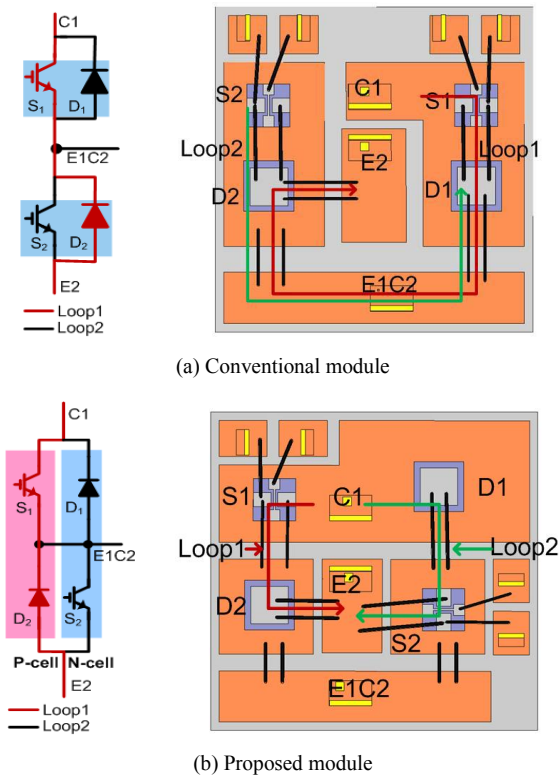 C1
S1
D1
E1C2
S2
D2
E2
Loop1
Loop2
S2
C1
S1
Loop2
E2
Loop1
D2
D1
E1C2
(a) Conventional module
C1
S1
D1
E1C2
D2
S2
P-cell N-cell
E2
Loop1
Loop2
S1
C1
D1
Loop1
Loop2
E2
D2
S2
E1C2
(b) Proposed module